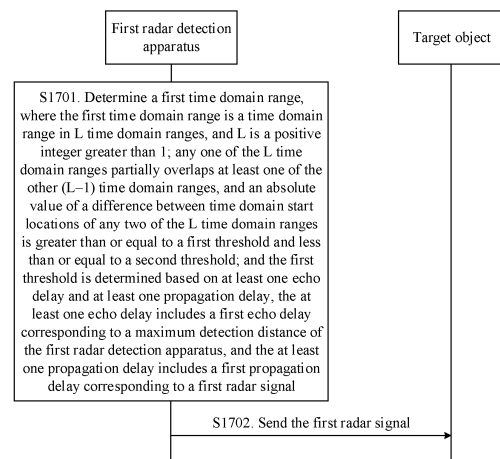 First radar detection
apparatus
Target object
S1701. Determine a first time domain range,
where the first time domain range is a time domain
range in L time domain ranges, and L is a positive
integer greater than 1; any one of the L time
domain ranges partially overlaps at least one of the
other (L–1) time domain ranges, and an absolute
value of a difference between time domain start
locations of any two of the L time domain ranges
is greater than or equal to a first threshold and less
than or equal to a second threshold; and the first
threshold is determined based on at least one echo
delay and at least one propagation delay, the at
least one echo delay includes a first echo delay
corresponding to a maximum detection distance of
the first radar detection apparatus, and the at least
one propagation delay includes a first propagation
delay corresponding to a first radar signal
S1702. Send the first radar signal